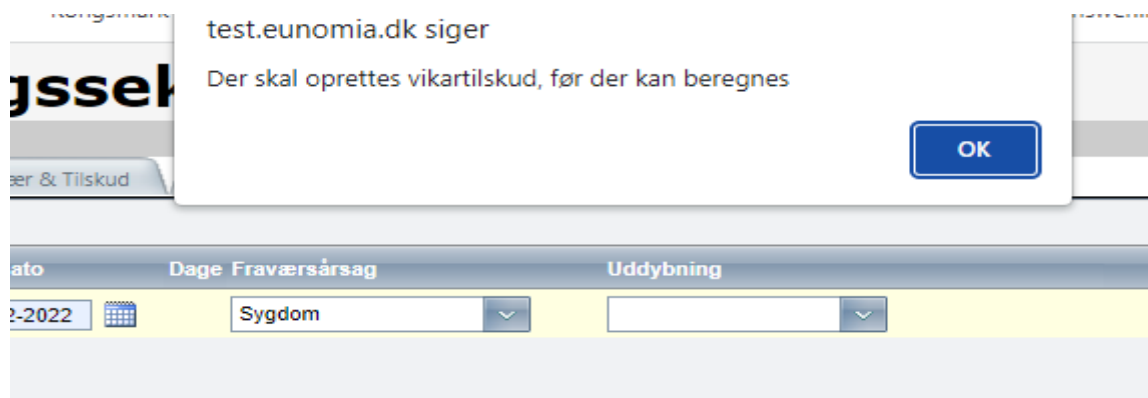 test.eunomia.dk siger
Der skal oprettes vikartilskud, før der kan beregnes
OK
gssek
ær & Tilskud
ato Dage Fraværsårsag Uddybning
2-2022 Sygdom